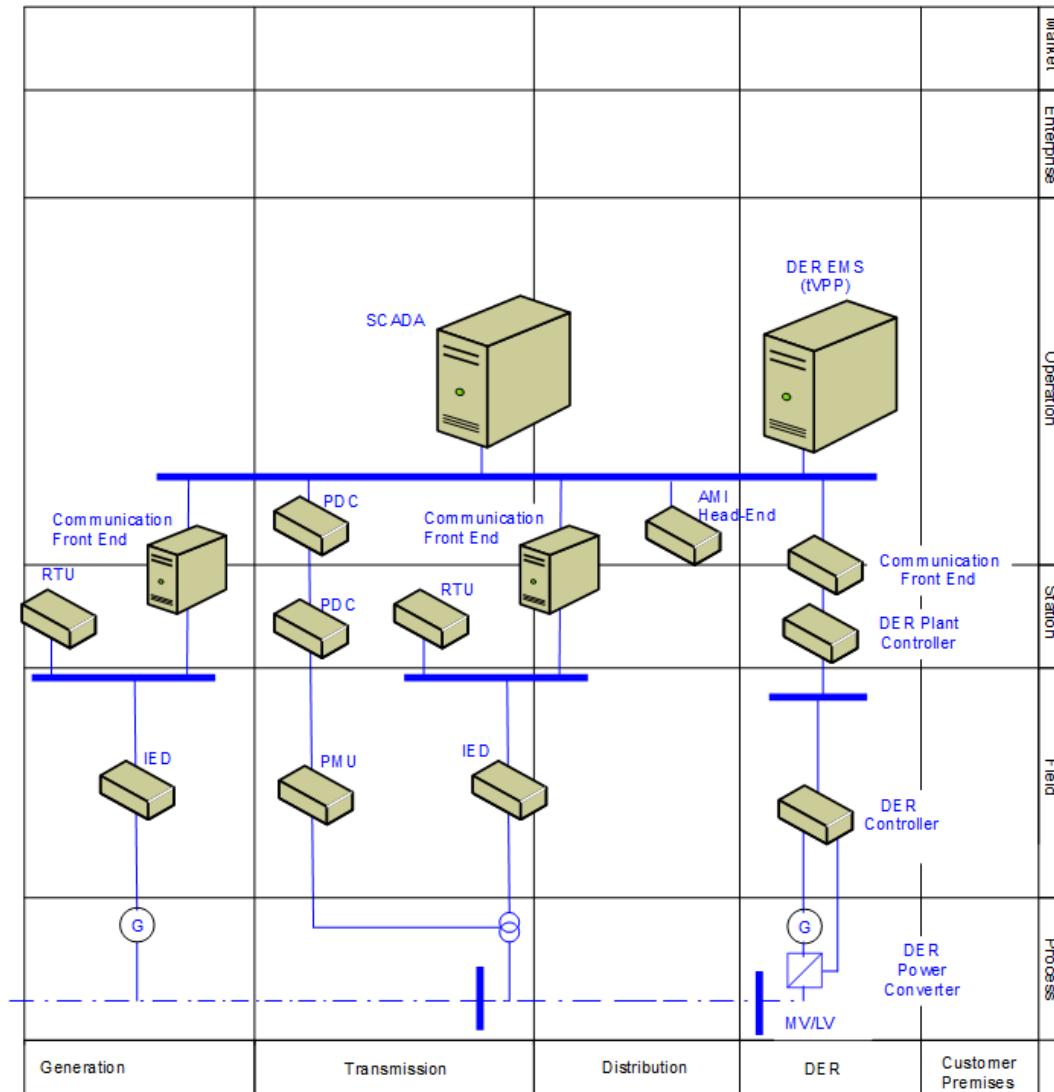 Market
Enterprise
DER EMS
(tVPP)
SCADA
Operation
PDC
AMI
Head-End
Communication
Front End
Communication
Front End
Communication
Front End
RTU
PDC
RTU
DER Plant
Controller
Station
IED
PMU
IED
DER
Controller
Field
G
G
DER
Power
Converter
Process
MV/LV
Generation
Transmission
Distribution
DER
Customer
Premises